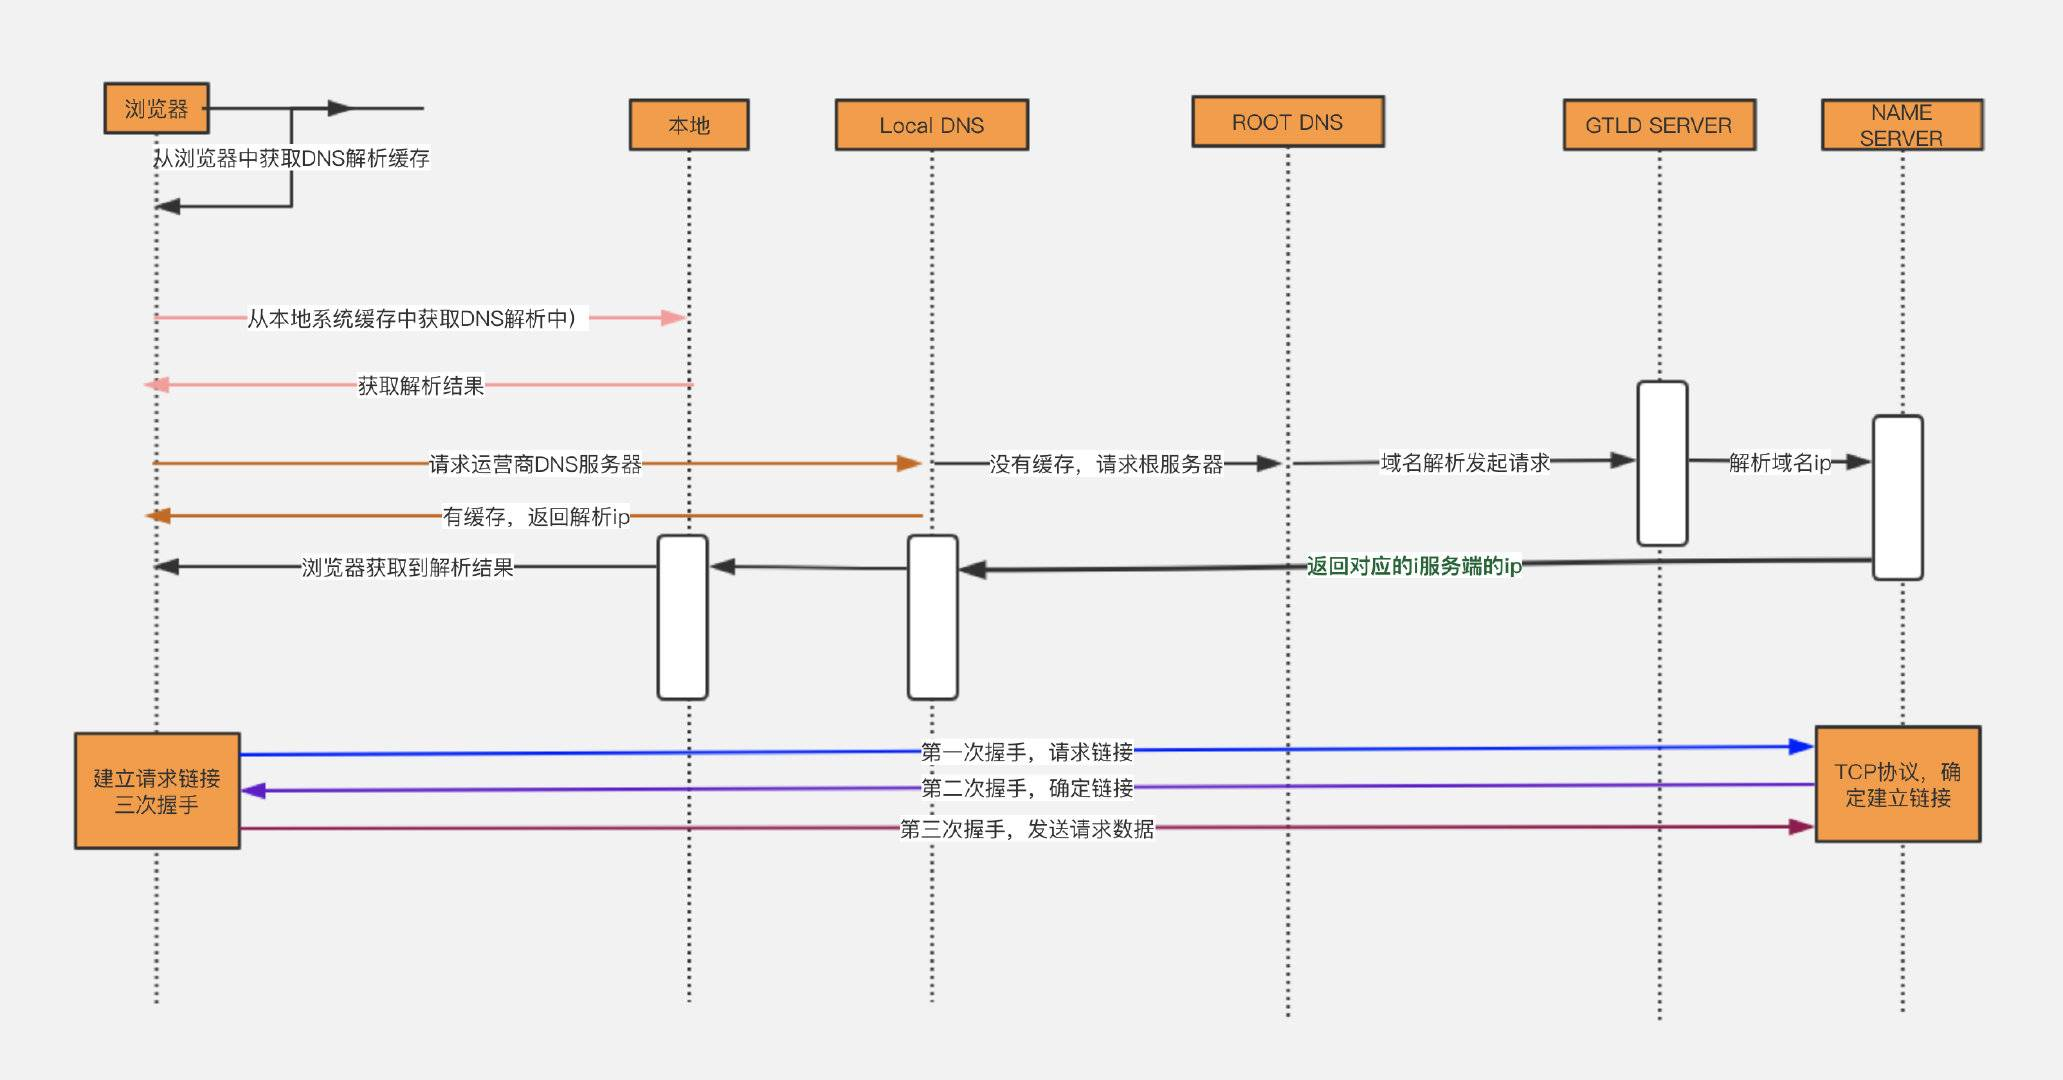 浏览器
本地
Local DNS
ROOT DNS
GTLD SERVER
NAME
SERVER
从浏览器中获取DNS解析缓存
从本地系统缓存中获取DNS解析中）
获取解析结果
请求运营商DNS服务器
没有缓存，请求根服务器
域名解析发起请求
解析域名ip
有缓存，返回解析ip
浏览器获取到解析结果
返回对应的i服务端的ip
建立请求链接
三次握手
第一次握手，请求链接
第二次握手，确定链接
第三次握手，发送请求数据
TCP协议，确
定建立链接